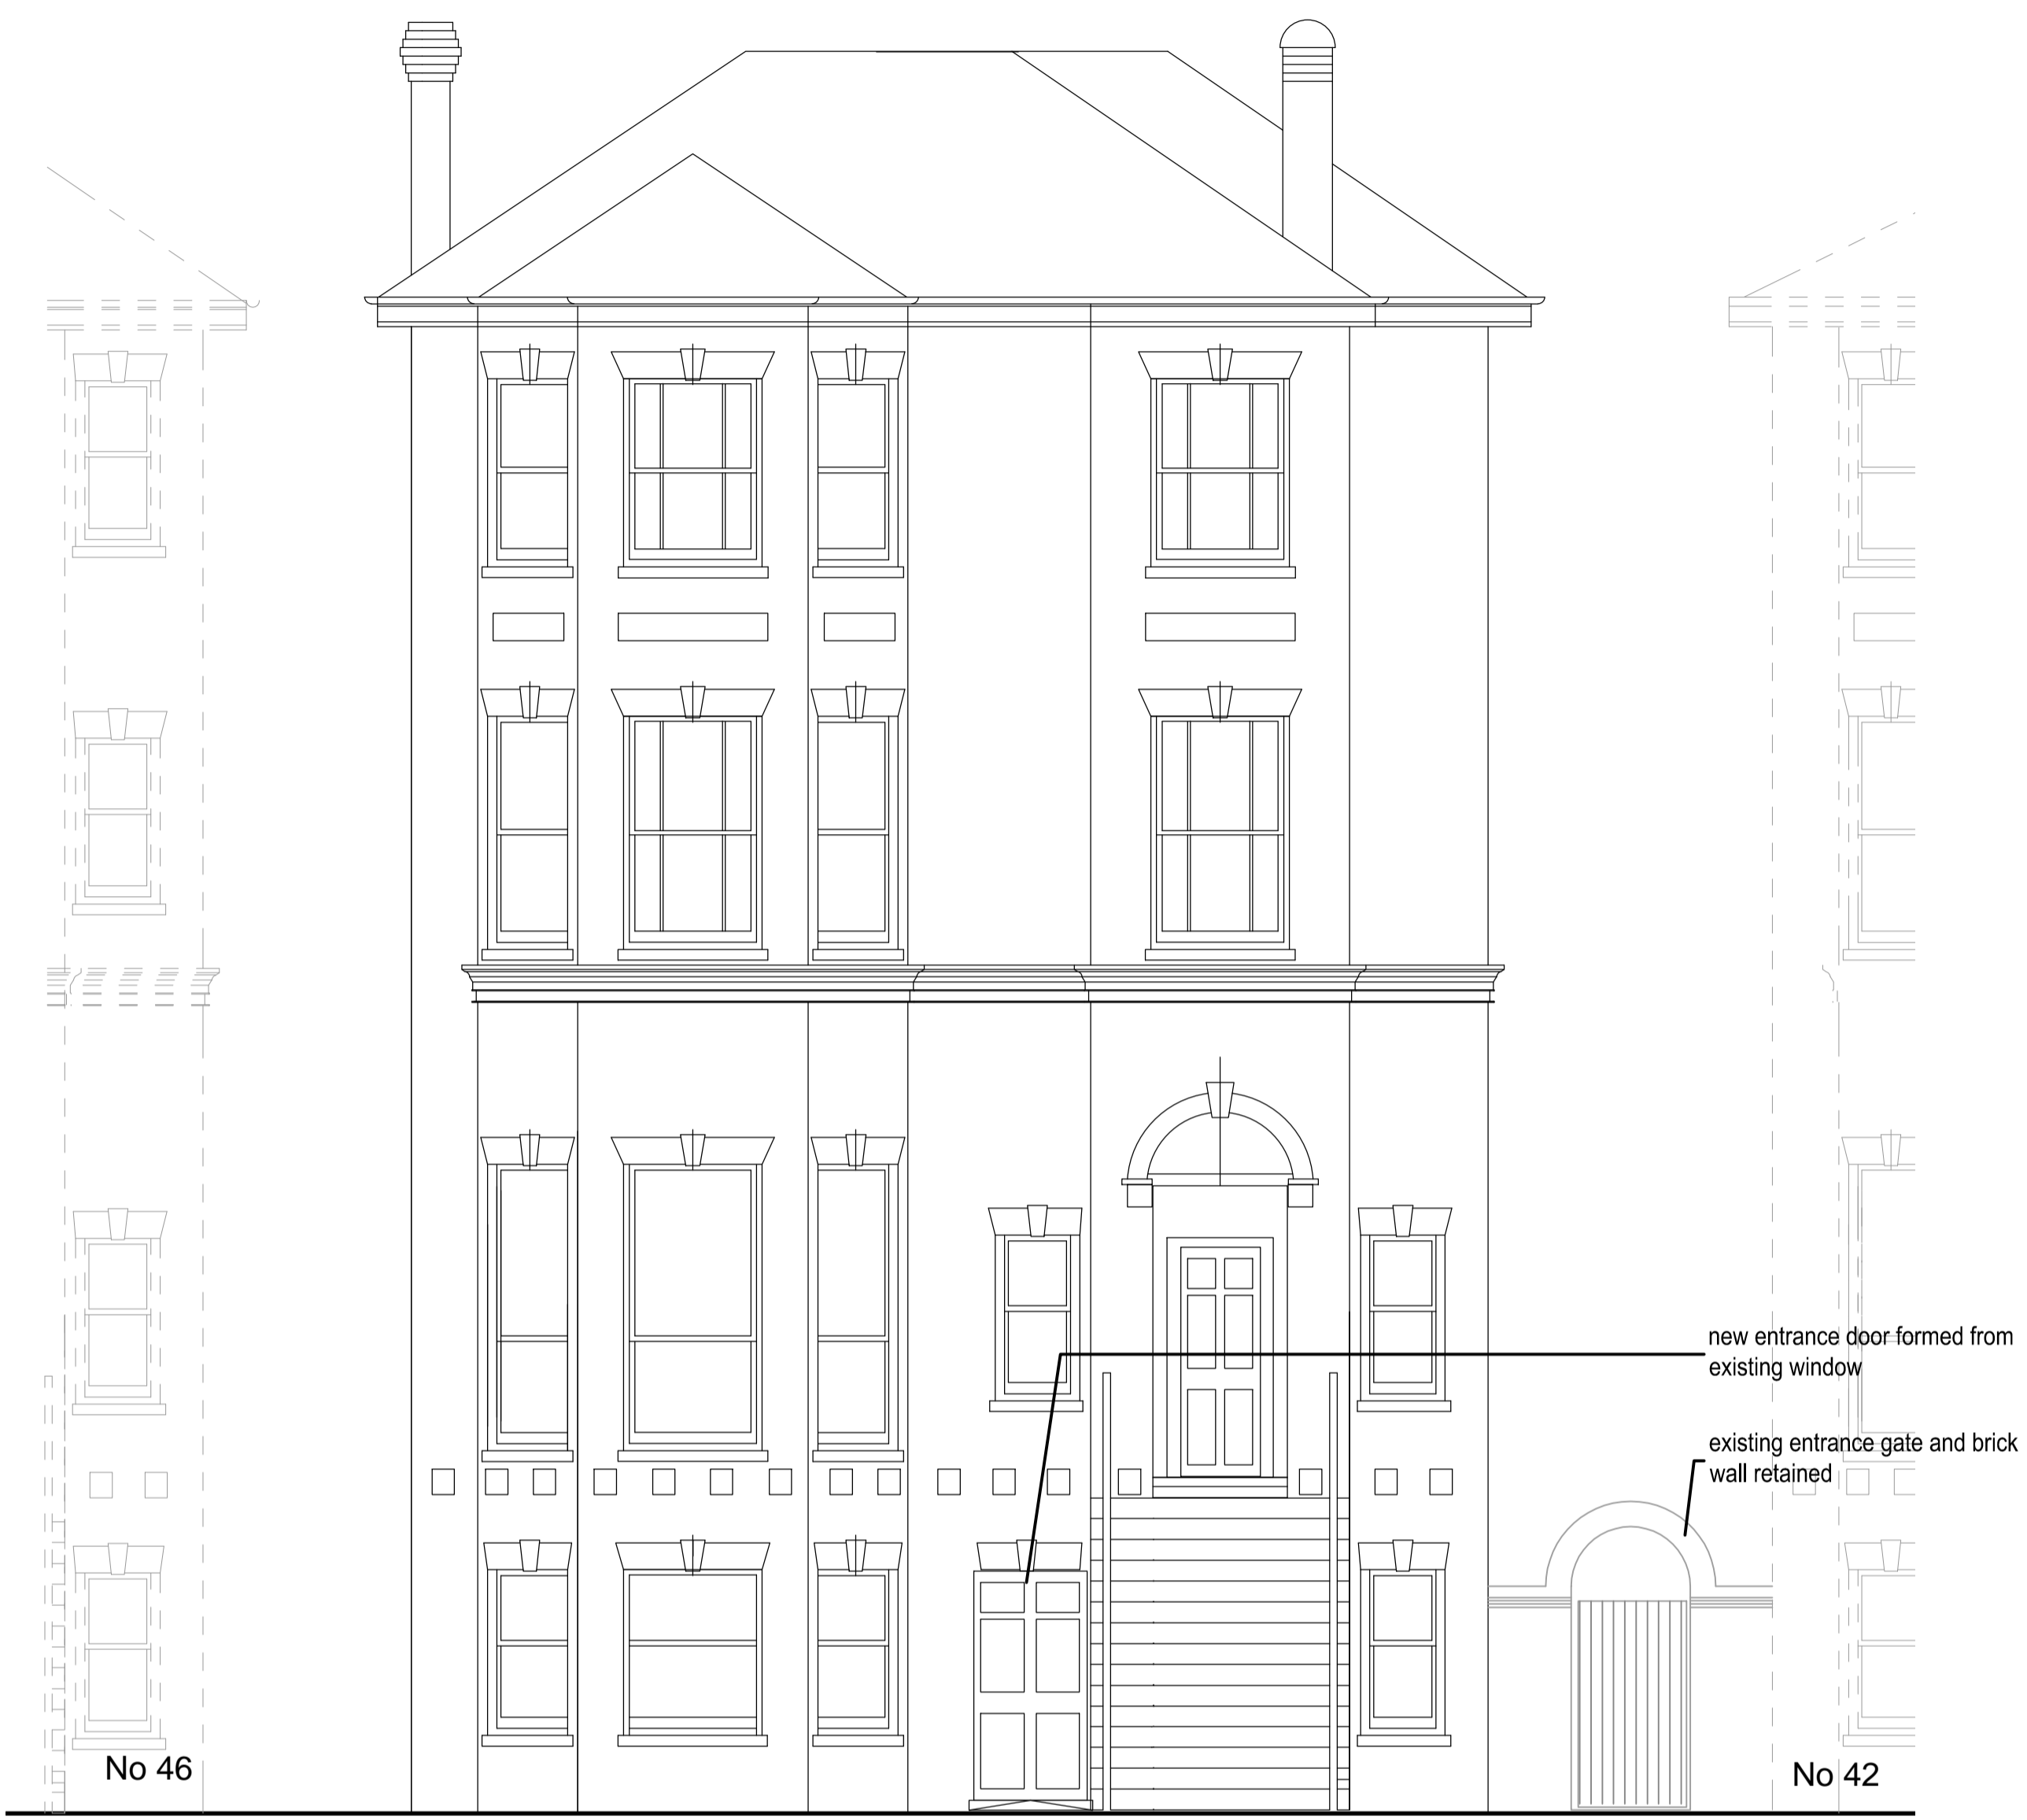 new entrance door formed from
existing window
existing entrance gate and brick
wall retained
No 46
No 42